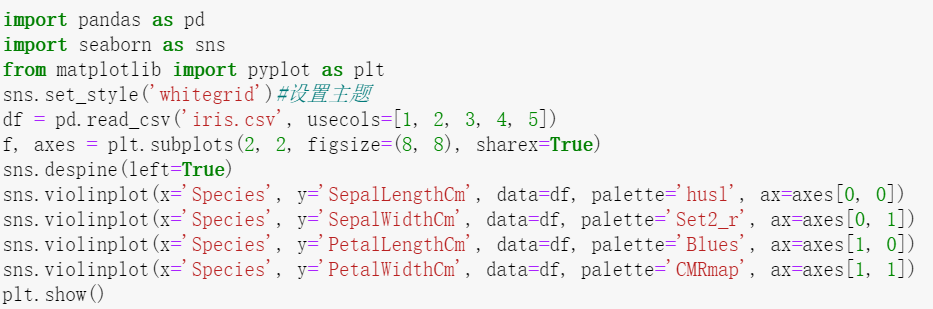 import pandas as pd
import seaborn as sns
from matplotlib import pyplot as plt
sns.set_style('whitegrid')#设置主题
df = pd.read_csv('iris.csv', usecols=[1, 2, 3, 4, 5])
f, axes = plt.subplots(2, 2, figsize=(8, 8), sharex=True)
sns.despine(left=True)
sns.violinplot(x='Species', y='SepalLengthCm', data=df, palette='husl', ax=axes[0, 0])
sns.violinplot(x='Species', y='SepalWidthCm', data=df, palette='Set2_r', ax=axes[0, 1])
sns.violinplot(x='Species', y='PetalLengthCm', data=df, palette='Blues', ax=axes[1, 0])
sns.violinplot(x='Species', y='PetalWidthCm', data=df, palette='CMRmap', ax=axes[1, 1])
plt.show()